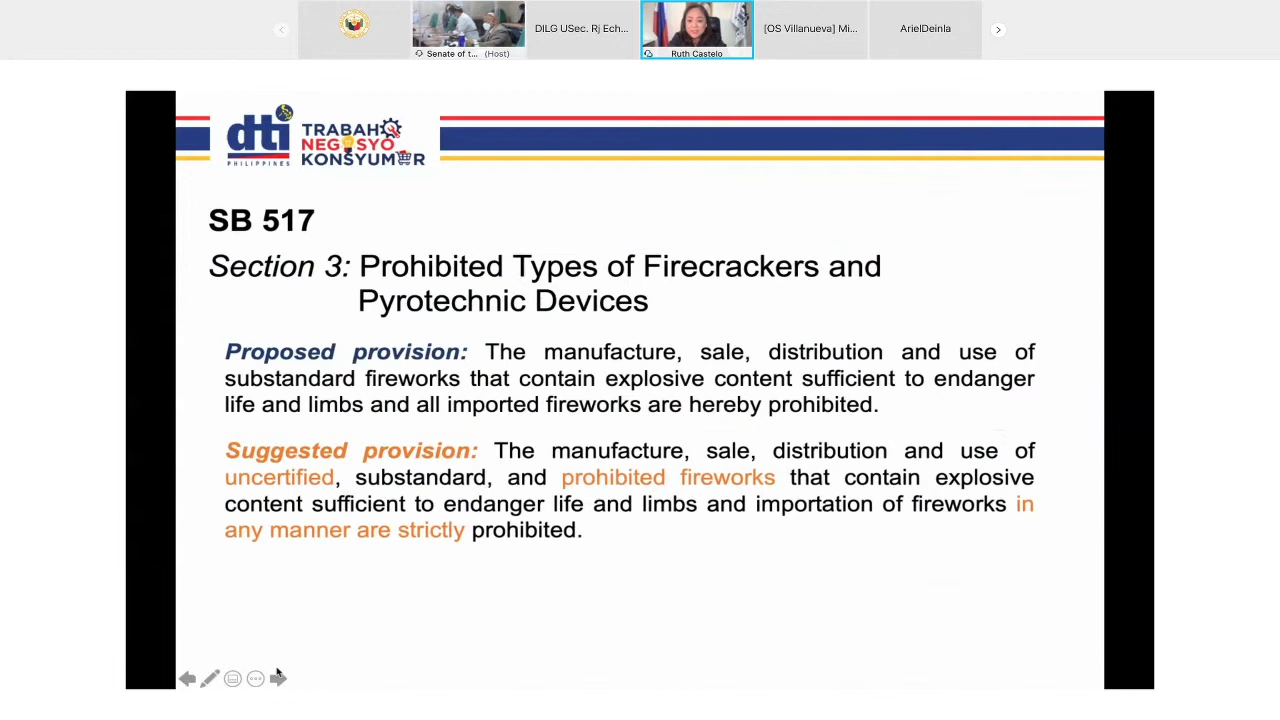 Senate of t... (Host)
DILG USec. Rj Ech...
Ruth Castelo
[OS Villanueva] Mi...
ArielDeinla
dti
PHILIPPINES
TRABAHO
NEGOSYO
KONSYUMER
SB 517
Section 3: Prohibited Types of Firecrackers and
Pyrotechnic Devices
Proposed provision: The manufacture, sale, distribution and use of
substandard fireworks that contain explosive content sufficient to endanger
life and limbs and all imported fireworks are hereby prohibited.
Suggested provision: The manufacture, sale, distribution and use of
uncertified, substandard, and prohibited fireworks that contain explosive
content sufficient to endanger life and limbs and importation of fireworks in
any manner are strictly prohibited.